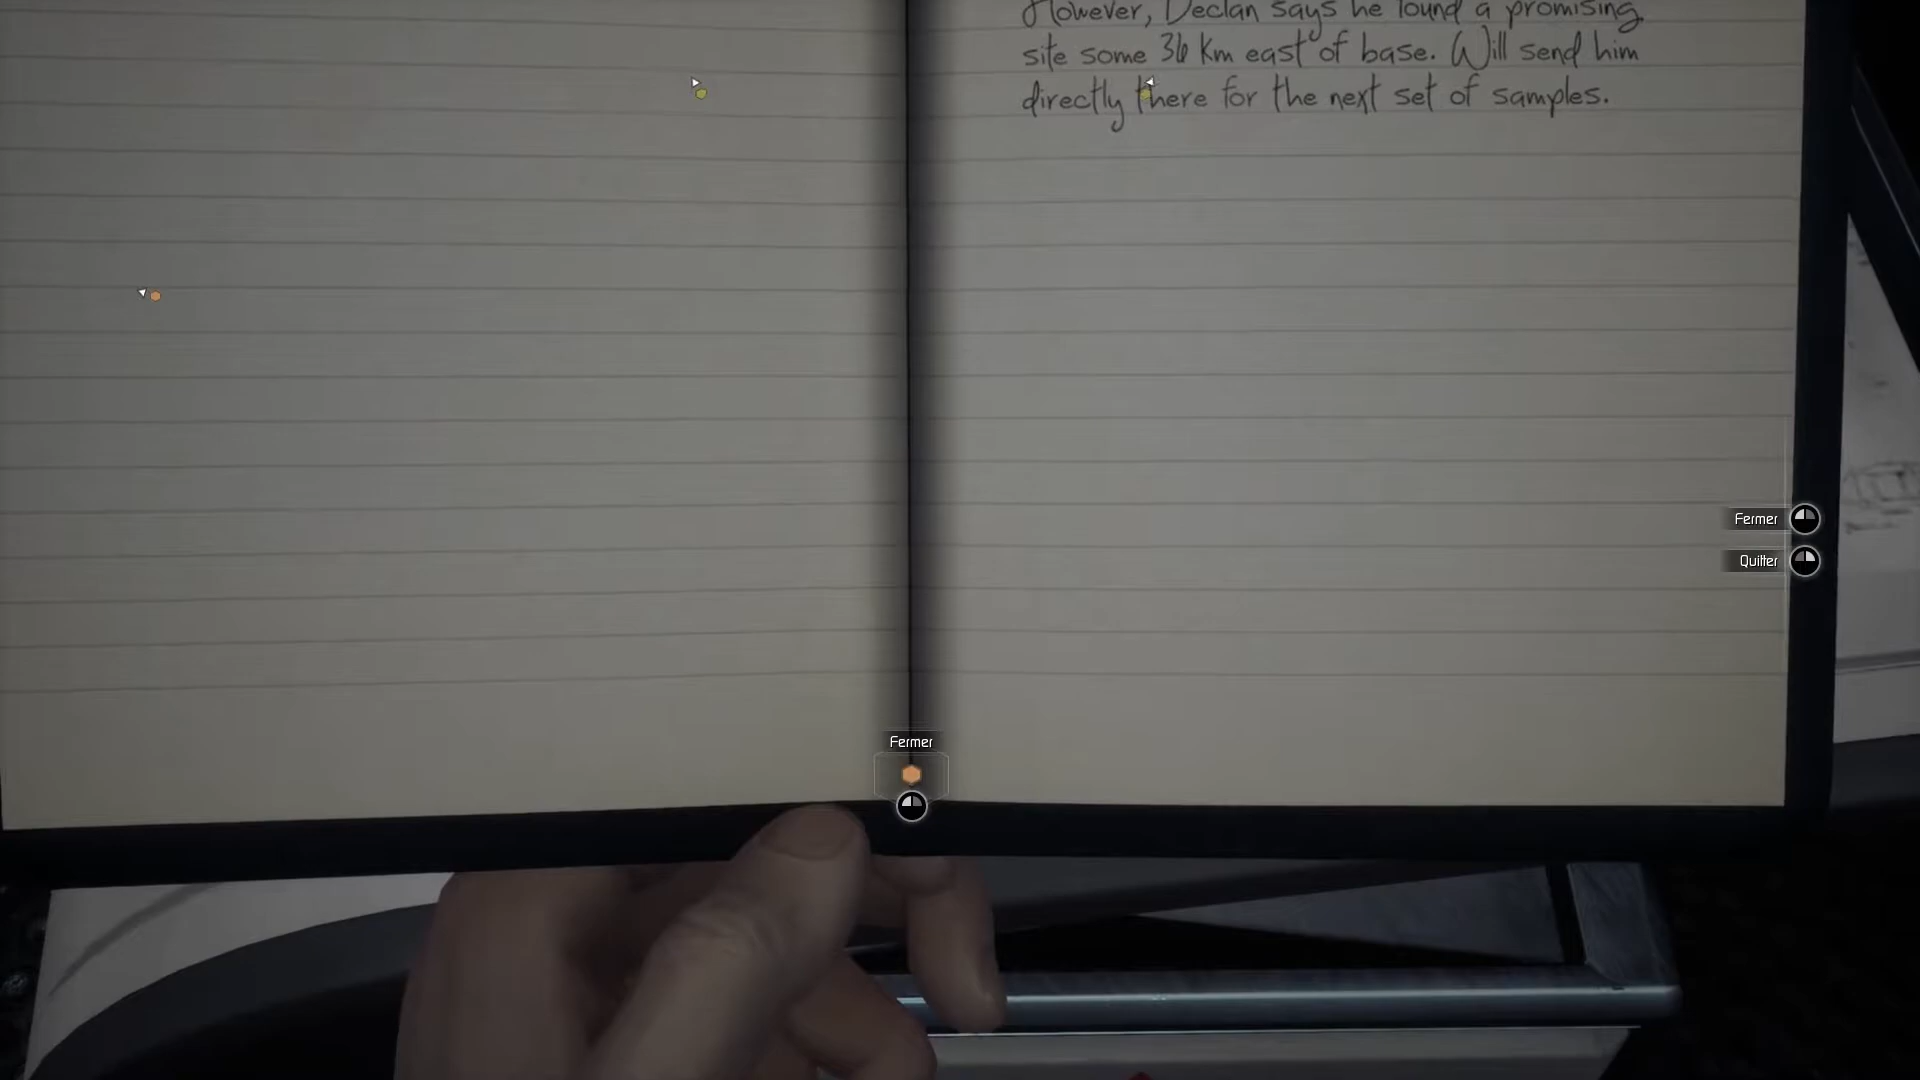 However, Declan says he found a promising
site some 36 Km east of base. Will send him
directly there for the next set of samples.
Fermer
Quitter
Fermer